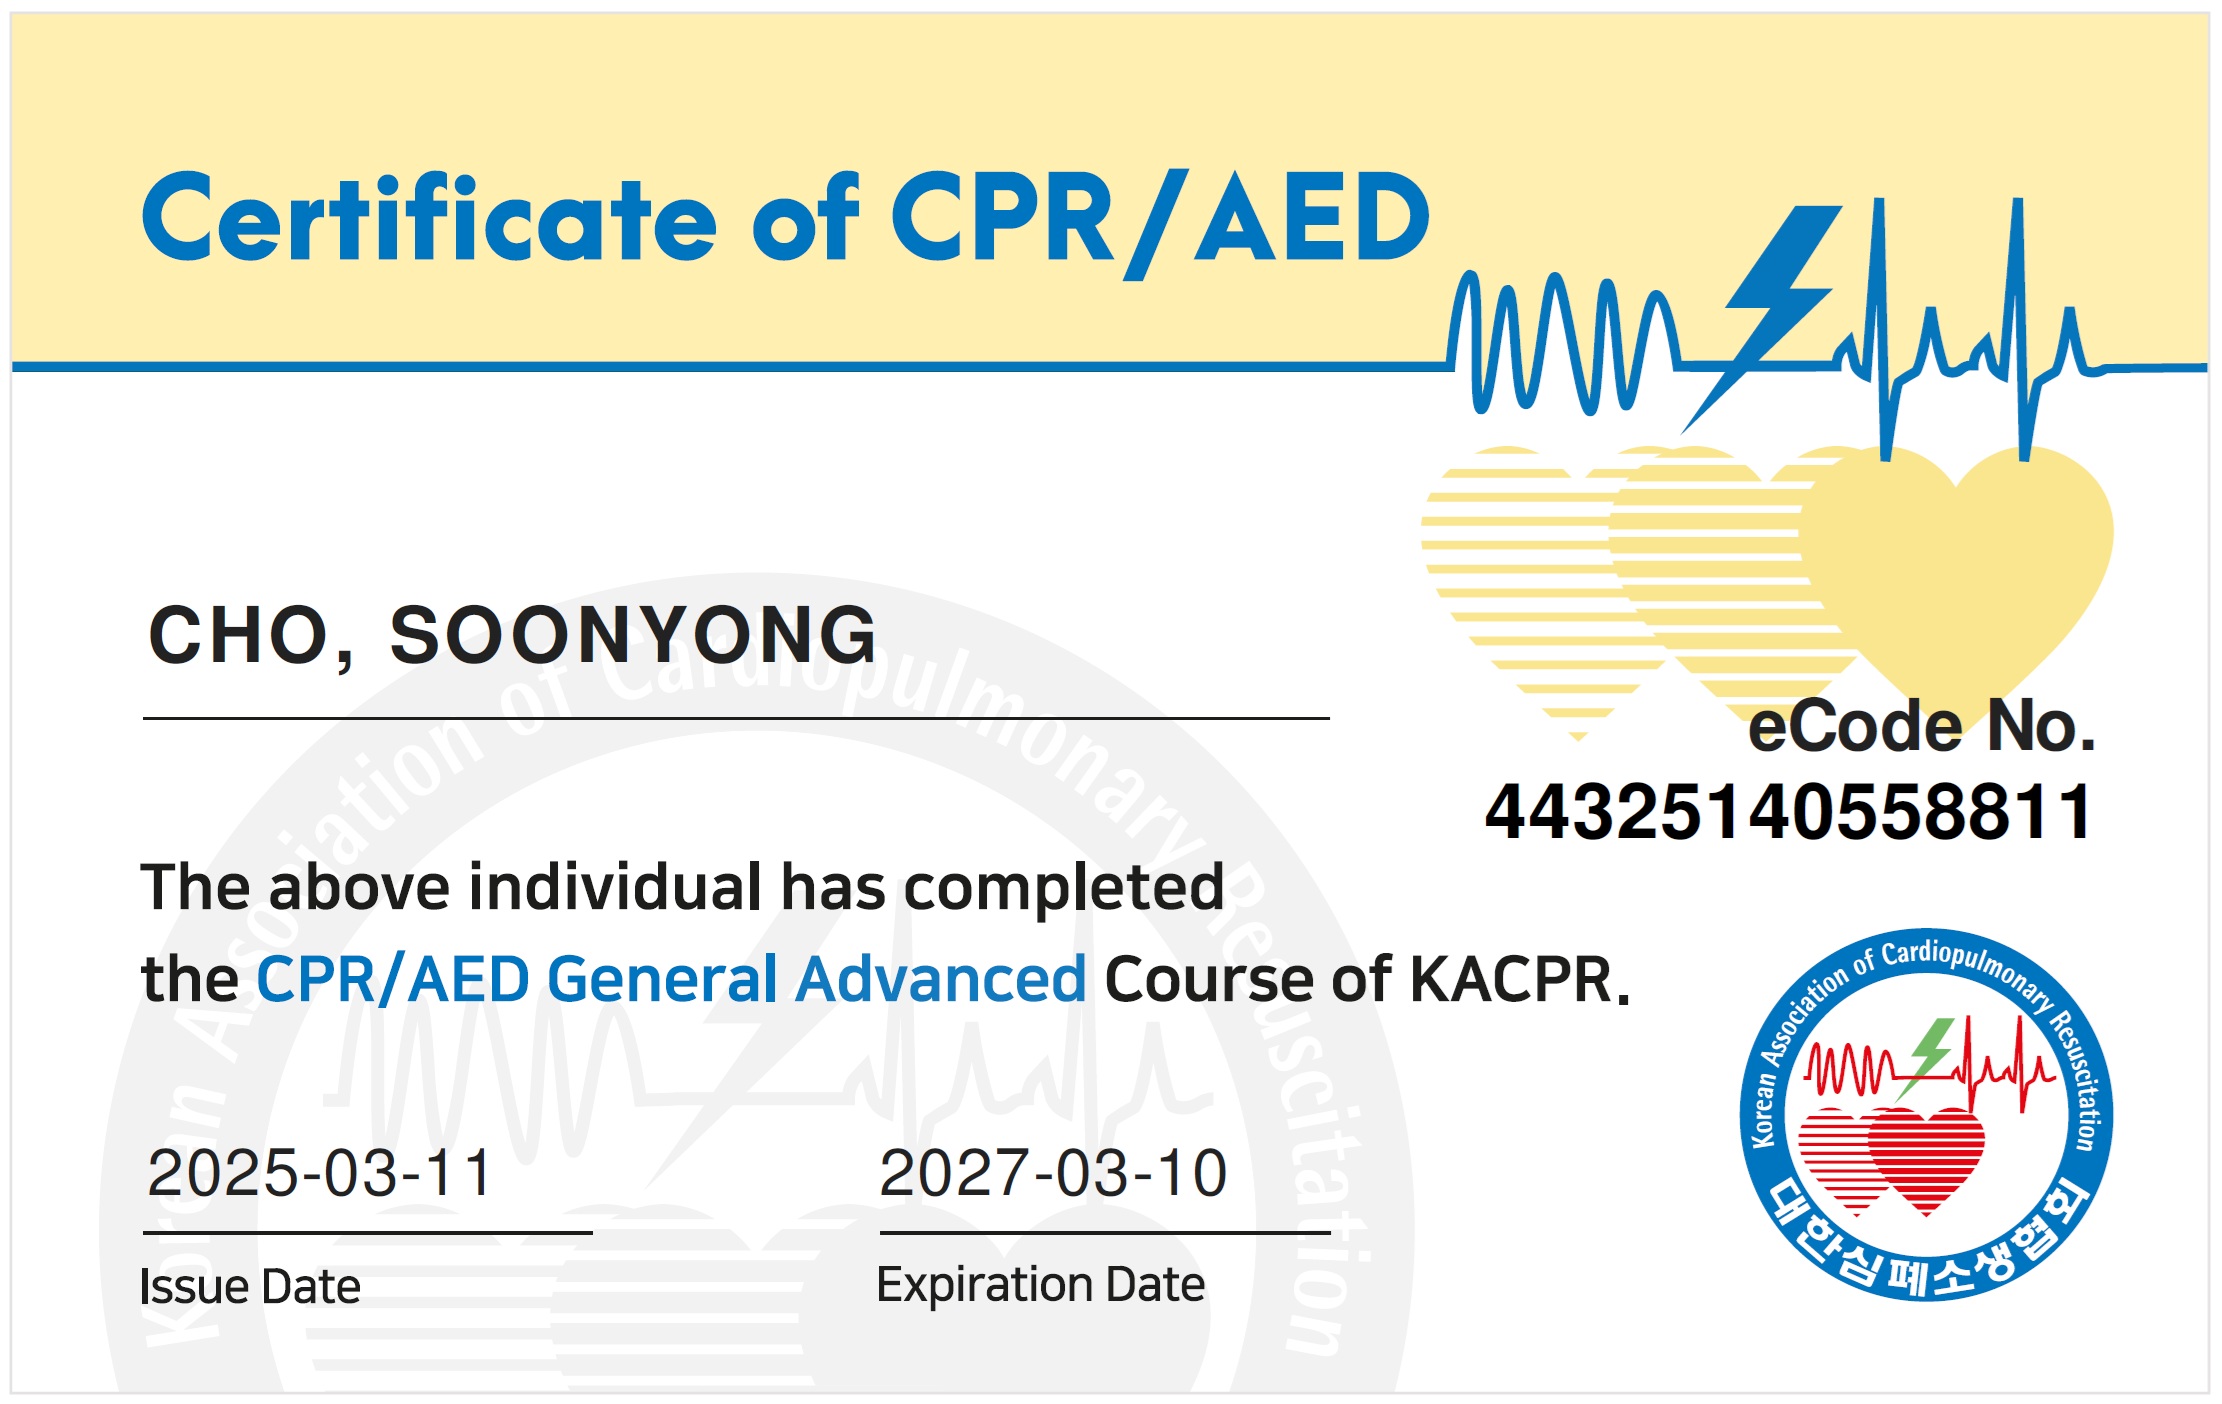 Certificate of CPR/AED
CHO, SOONYONG
eCode No.
44325140558811
The above individual has completed
the CPR/AED General Advanced Course of KACPR.
2025-03-11
Issue Date
2027-03-10
Expiration Date
Korean Association of Cardiopulmonary Resuscitation
대한심폐소생협회
Korean Association of Cardiopulmonary Resuscitation